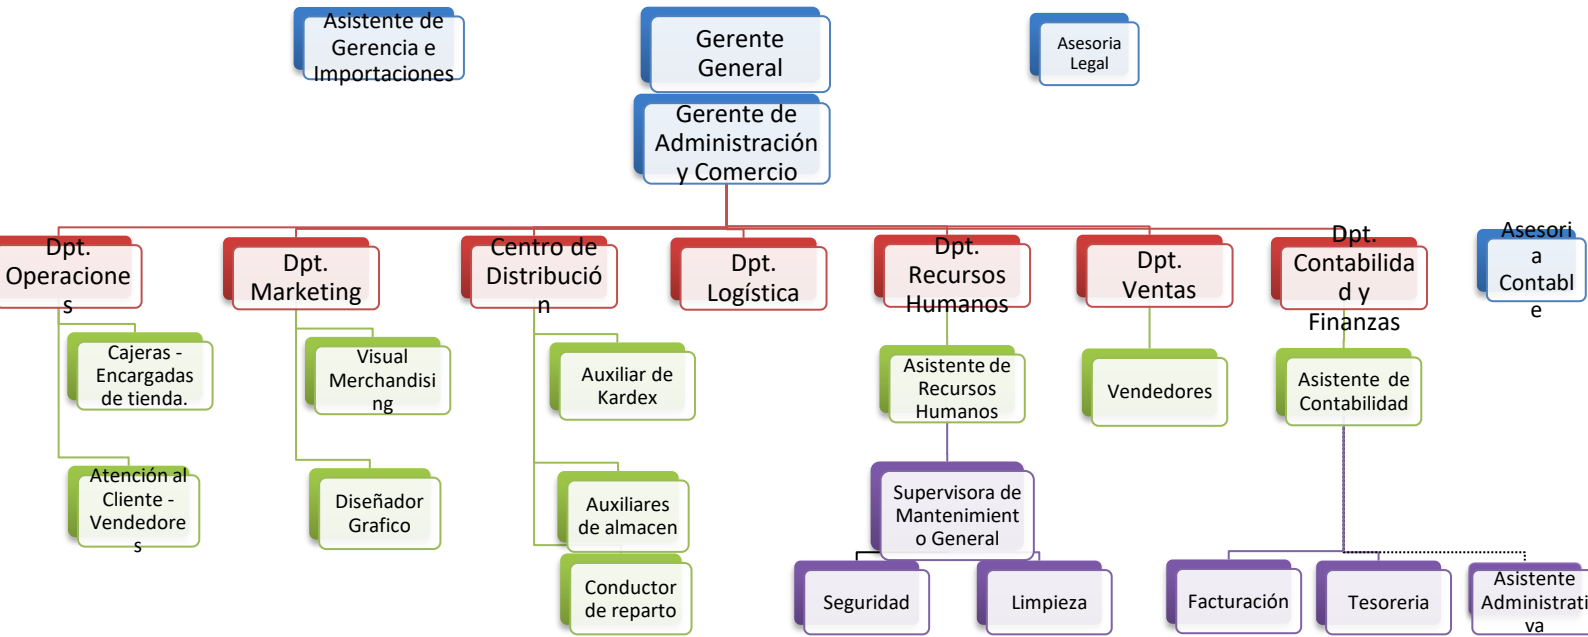 Asistente de
Gerencia e
Importaciones
Gerente
General
Asesoria
Legal
Gerente de
Administración
y Comercio
Dpt.
Operacione
s
Dpt.
Marketing
Centro de
Distribució
n
Dpt.
Logística
Dpt.
Recursos
Humanos
Dpt.
Ventas
Dpt.
Contabilida
d y
Finanzas
Asesori
a
Contabl
e
Cajeras -
Encargadas
de tienda.
Visual
Merchandisi
ng
Auxiliar de
Kardex
Asistente de
Recursos
Humanos
Vendedores
Asistente de
Contabilidad
Atención al
Cliente -
Vendedore
s
Diseñador
Grafico
Auxiliares
de almacen
Supervisora de
Mantenimient
o General
Conductor
de reparto
Seguridad
Limpieza
Facturación
Tesoreria
Asistente
Administrati
va